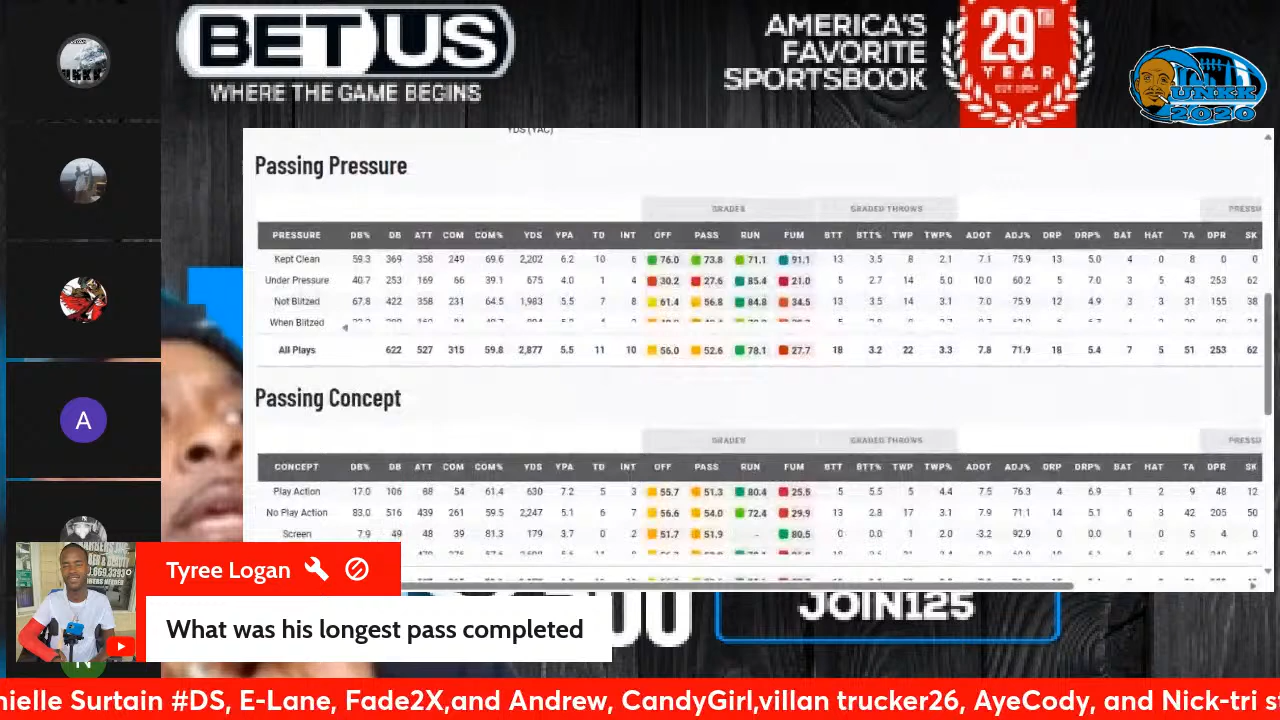 BETUS
WHERE THE GAME BEGINS
AMERICA'S
FAVORITE
SPORTSBOOK
29TH
YEAR
EST 1994
QUNKK
2020
YDS (YAC)
Passing Pressure
GRADES GRADED THROWS PRESSU
PRESSURE DB% DB ATT COM COM% YDS YPA TD INT OFF PASS RUN FUM BTT BTT% TWP TWP% ADOT ADJ% DRP DRP% BAT HAT TA DPR SK
Kept Clean 59.3 369 358 249 69.6 2,202 6.2 10 6 76.0 73.8 71.1 91.1 13 3.5 8 2.1 7.1 75.9 13 5.0 4 0 8 0 0
Under Pressure 40.7 253 169 66 39.1 675 4.0 1 4 30.2 27.6 85.4 21.0 5 2.7 14 5.0 10.0 60.2 5 7.0 3 5 43 253 62
Not Blitzed 67.8 422 358 231 64.5 1,983 5.5 7 8 61.4 56.8 84.8 34.5 13 3.5 14 3.1 7.0 75.9 12 4.9 3 3 31 155 38
When Blitzed
All Plays 622 527 315 59.8 2,877 5.5 11 10 56.0 52.6 78.1 27.7 18 3.2 22 3.3 7.8 71.9 18 5.4 7 5 51 253 62
Passing Concept
GRADES GRADED THROWS PRESSU
CONCEPT DB% DB ATT COM COM% YDS YPA TD INT OFF PASS RUN FUM BTT BTT% TWP TWP% ADOT ADJ% DRP DRP% BAT HAT TA DPR SK
Play Action 17.0 106 88 54 61.4 630 7.2 5 3 55.7 51.3 80.4 25.5 5 5.5 5 4.4 7.5 76.3 4 6.9 1 2 9 48 12
No Play Action 83.0 516 439 261 59.5 2,247 5.1 6 7 56.6 54.0 72.4 29.9 13 2.8 17 3.1 7.9 71.1 14 5.1 6 3 42 205 50
Screen 7.9 49 48 39 81.3 179 3.7 0 2 51.7 51.9 - 80.5 0 0.0 1 2.0 -3.2 92.9 0 0.0 1 5 4 0
Tyree Logan
What was his longest pass completed
JOIN125
A
nielle Surtain #DS, E-Lane, Fade2X,and Andrew, CandyGirl,villan trucker26, AyeCody, and Nick-tri s